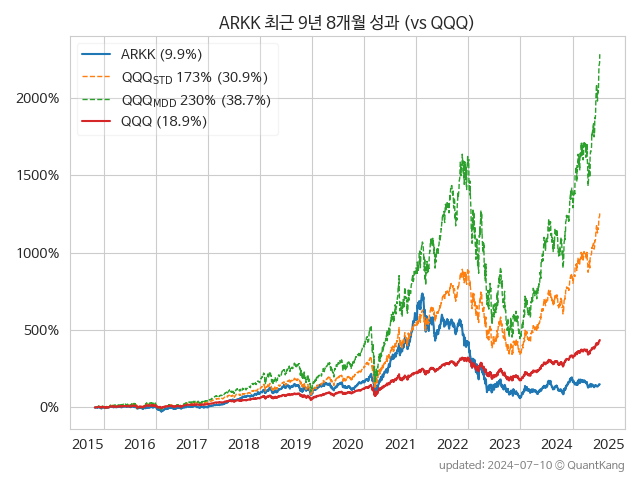 ARKK 최근 9년 8개월 성과 (vs QQQ)
ARKK (9.9%)
QQQSTD 173% (30.9%)
QQQMDD 230% (38.7%)
QQQ (18.9%)
2000%
1500%
1000%
500%
0%
2015 2016 2017 2018 2019 2020 2021 2022 2023 2024 2025
updated: 2024-07-10 © QuantKang